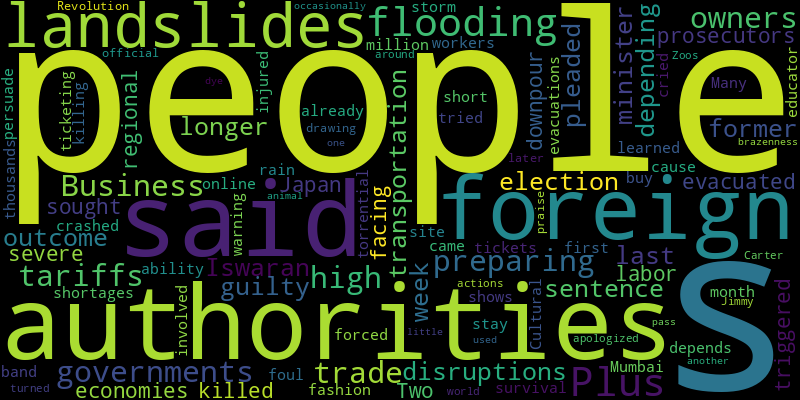 Revolution
occasionally
landslides
storm
flooding
owners
million
workers
prosecutors
official
around
people
Zoos
thousands
persuade
ticketing
killing
regional
injured
already
drawing
one
longer
transportation
short
tried
downpour
evacuations
pleaded
minister
depending
cried
dye
Many
triggered
educator
former
brazenness
learned
later
cause
Business
online
rain
Japan
animal
election
buy
evacuated
sought
crashed
said
warning
torrential
facing
foreign
praise
outcome
site
severe
came
tickets
first
last
Carter
tariffs
ability
Iswaran
high
week
preparing
labor
shortages
guilty
actions
shows
Cultural
sentence
month
Jimmy
S
authorities
involved
forced
stay
little
used
apologized
pass
depends
another
band
governments
foul
trade
disruptions
Mumbai
turned
economies
killed
fashion
Two
world
survival
Plus